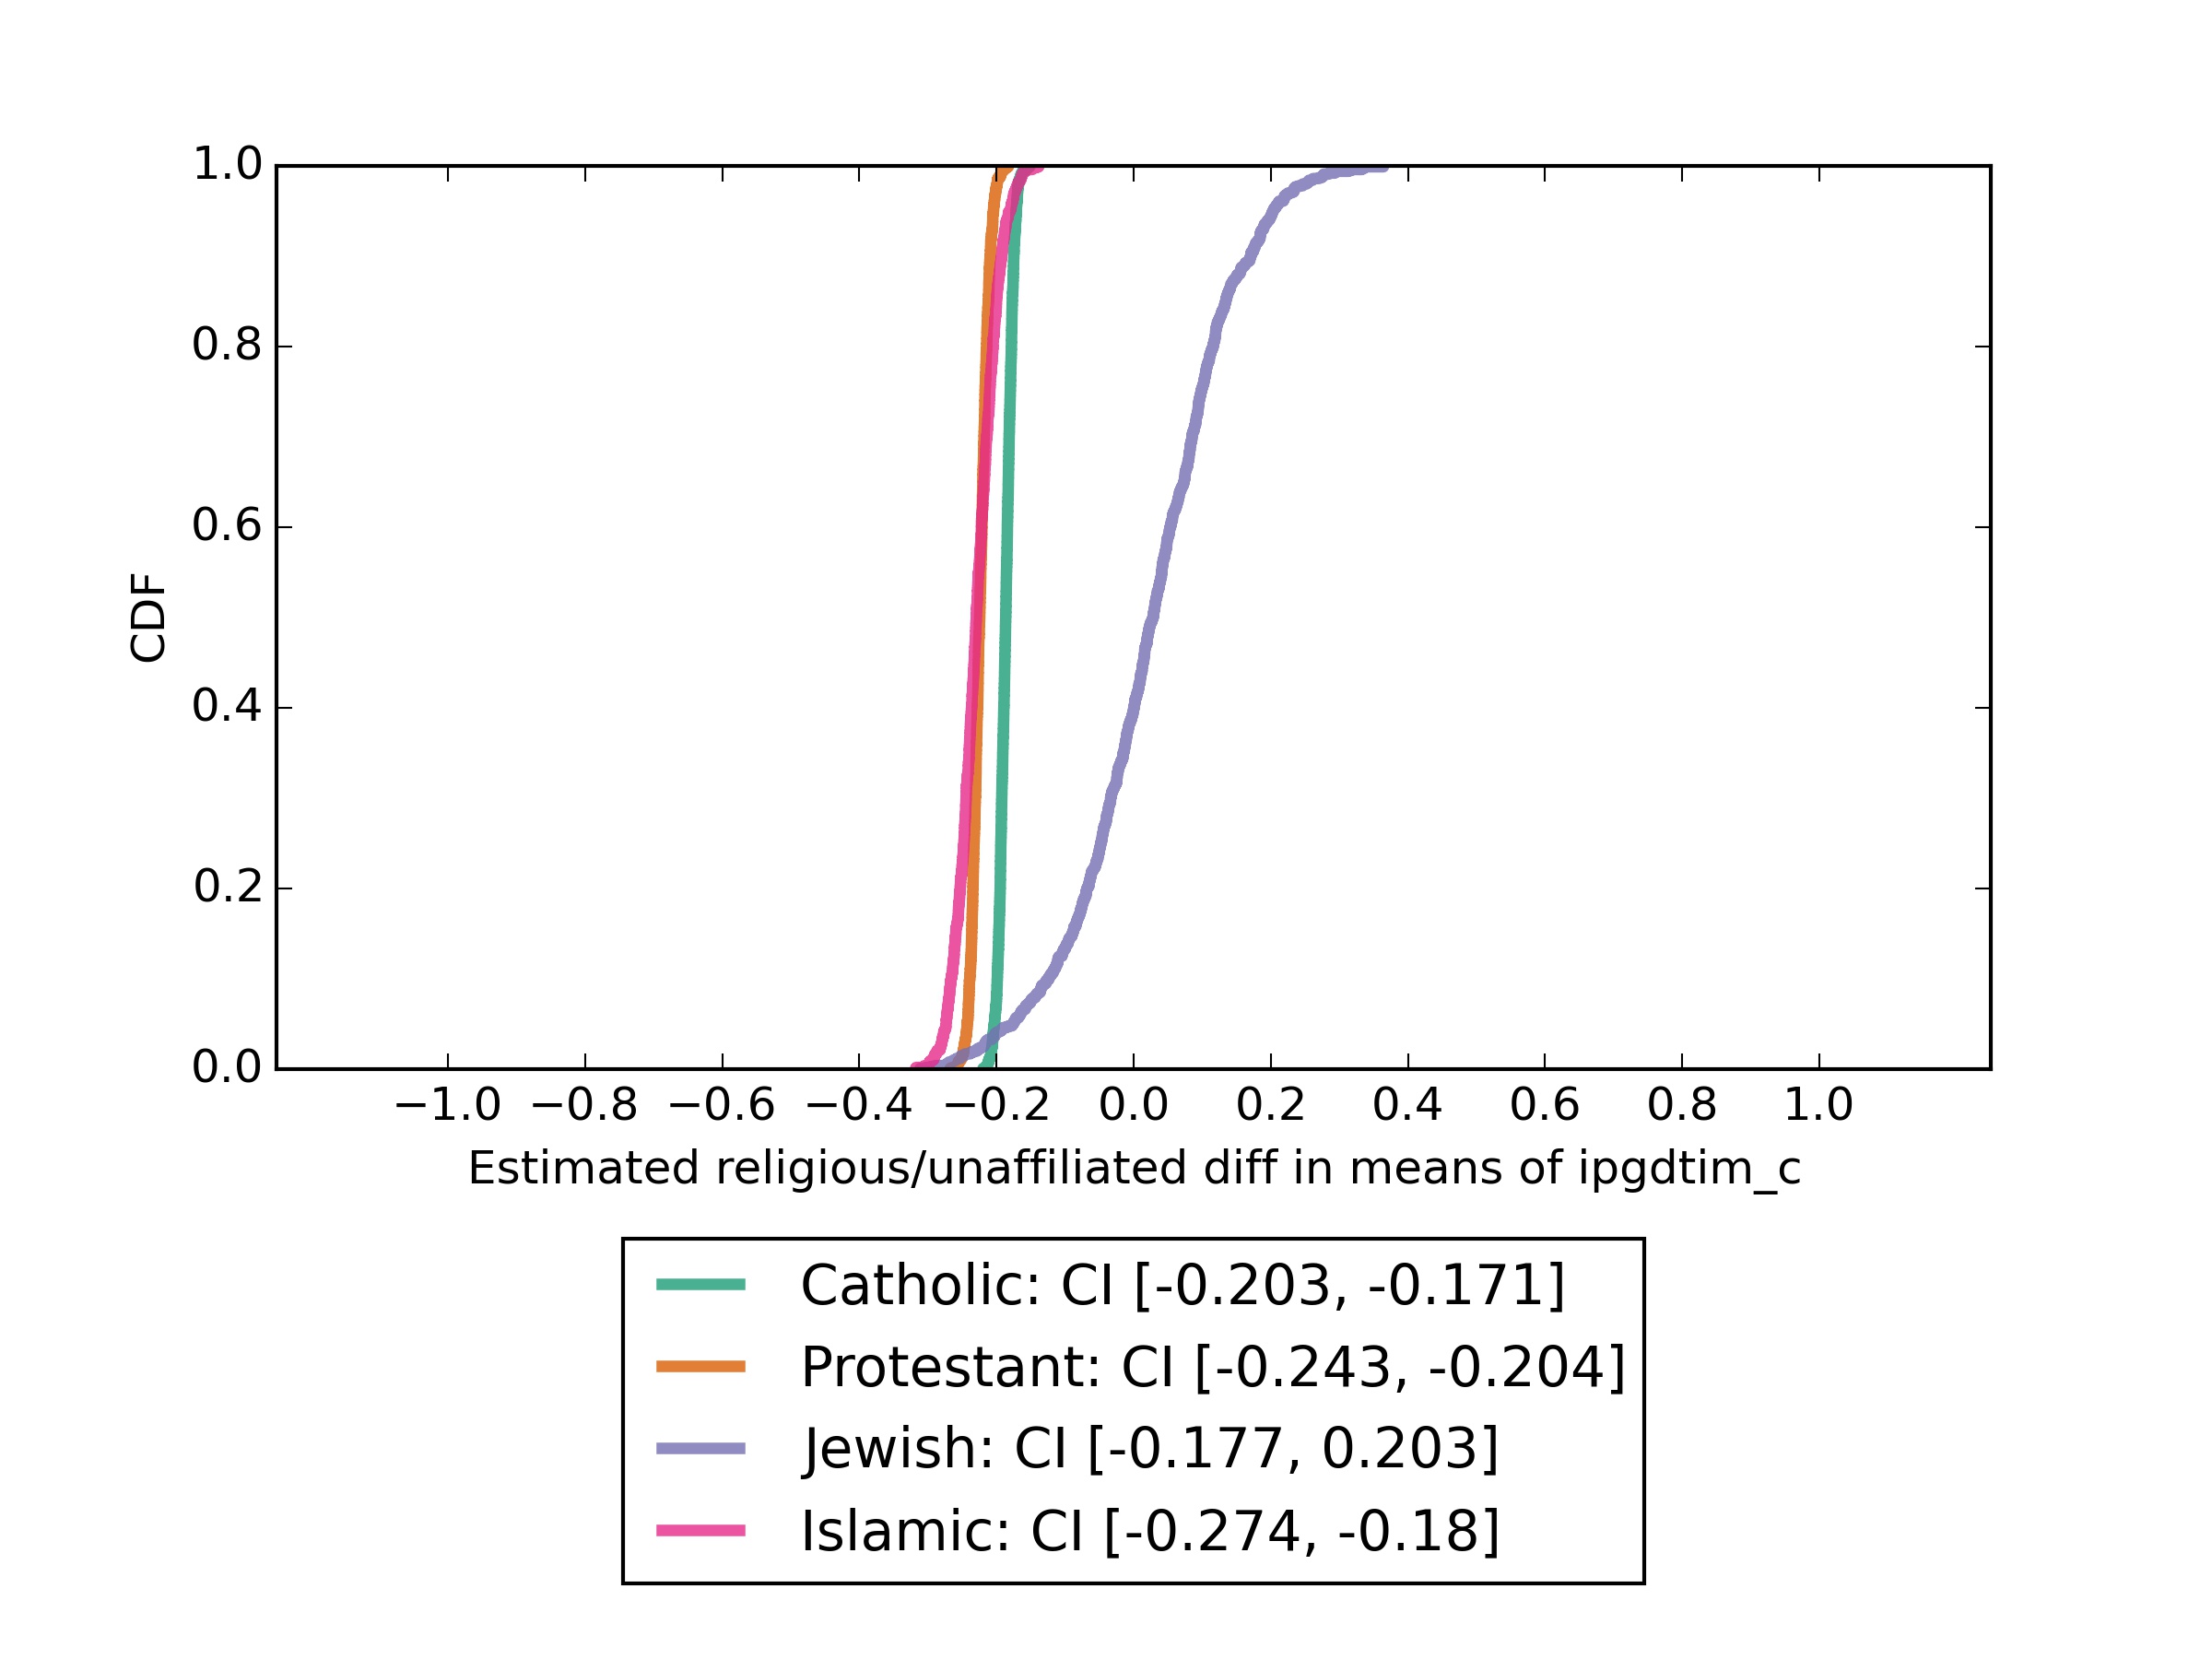 1.0
0.8
0.6
0.4
0.2
0.0
CDF
−1.0 −0.8 −0.6 −0.4 −0.2 0.0 0.2 0.4 0.6 0.8 1.0
Estimated religious/unaffiliated diff in means of ipgdtim_c
Catholic: CI [-0.203, -0.171]
Protestant: CI [-0.243, -0.204]
Jewish: CI [-0.177, 0.203]
Islamic: CI [-0.274, -0.18]